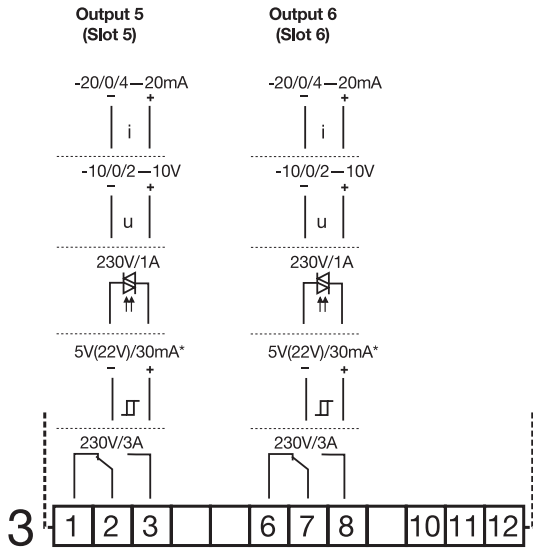 Output 5
(Slot 5)
Output 6
(Slot 6)
-20/0/4—20mA
-20/0/4—20mA
− +
− +
i
i
-10/0/2—10V
-10/0/2—10V
− +
− +
u
u
230V/1A
230V/1A
5V(22V)/30mA*
5V(22V)/30mA*
− +
− +
230V/3A
230V/3A
3 1 2 3 6 7 8 10 11 12